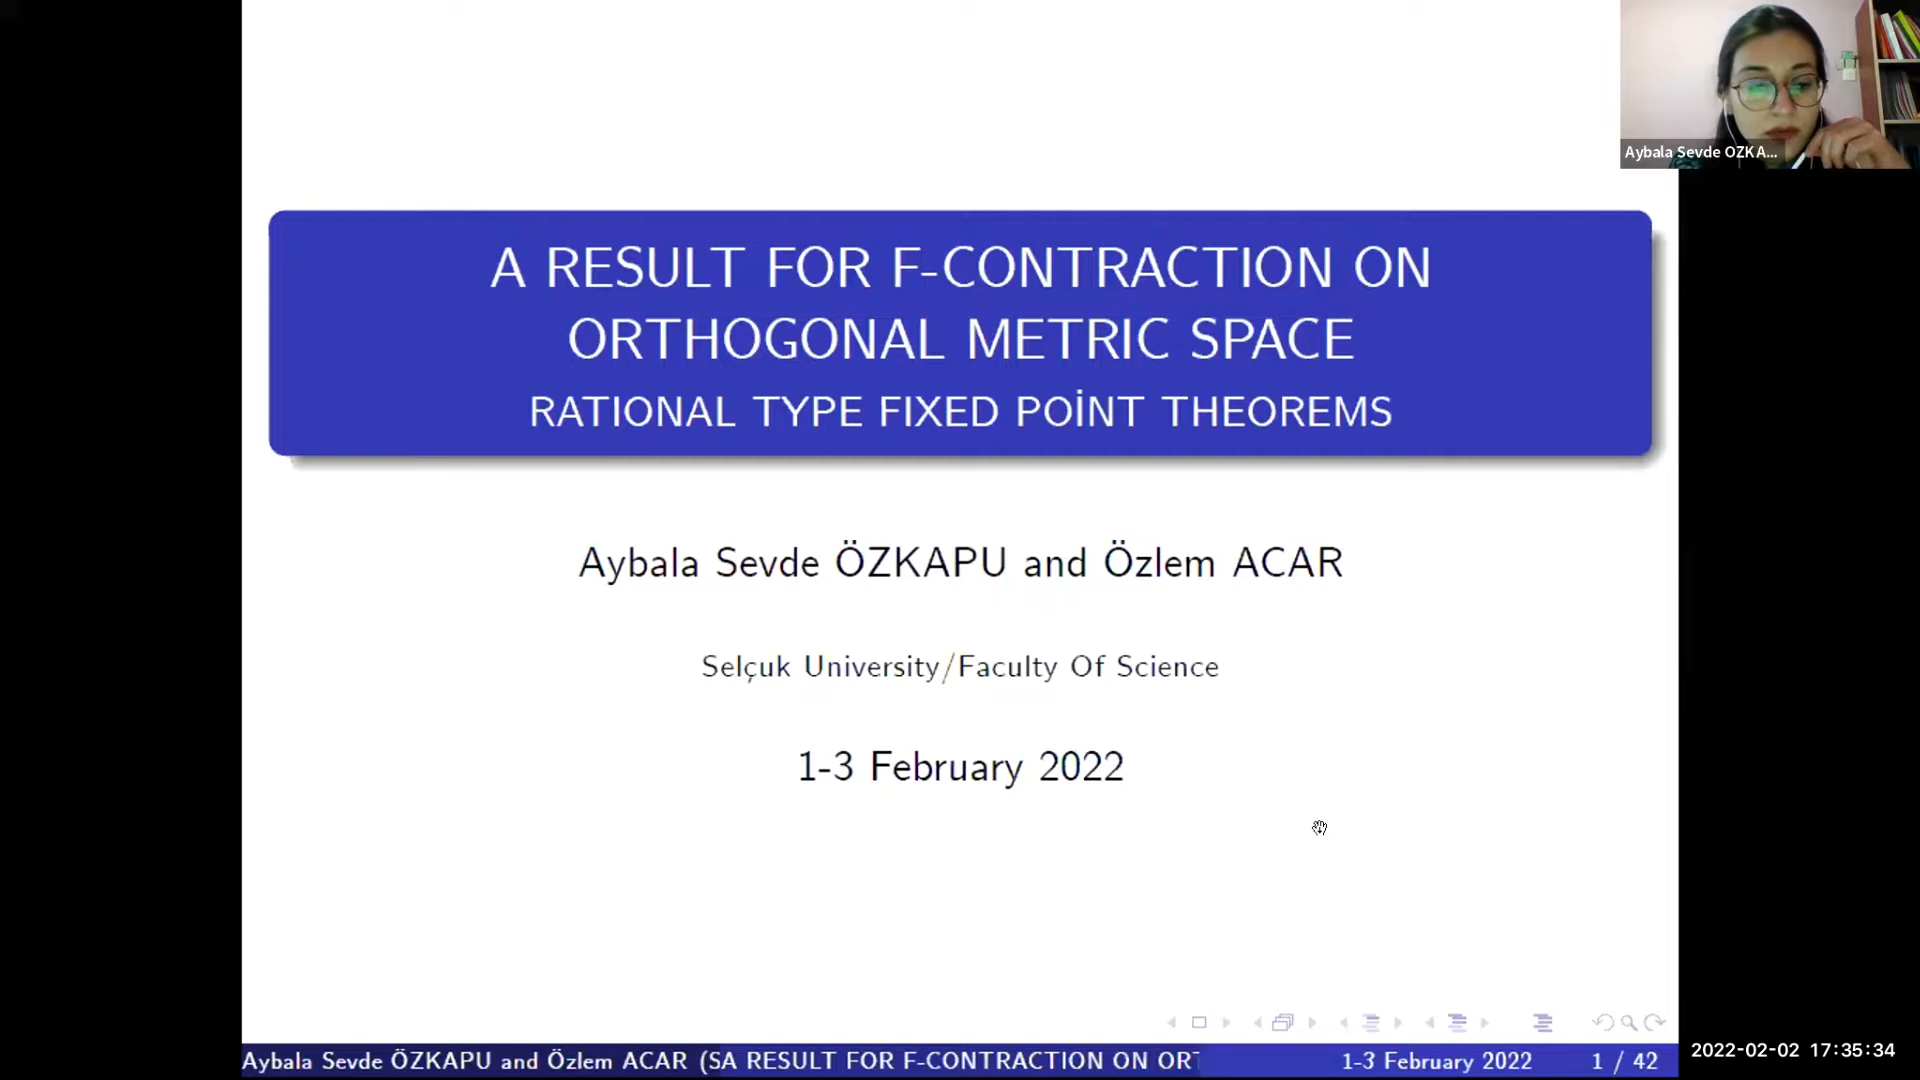 Aybala Sevde OZKA...
A RESULT FOR F-CONTRACTION ON
ORTHOGONAL METRIC SPACE
RATIONAL TYPE FIXED POİNT THEOREMS
Aybala Sevde ÖZKAPU and Özlem ACAR
Selçuk University/Faculty Of Science
1-3 February 2022
Aybala Sevde ÖZKAPU and Özlem ACAR (SA RESULT FOR F-CONTRACTION ON ORT
1-3 February 2022
1 / 42
2022-02-02 17:35:34